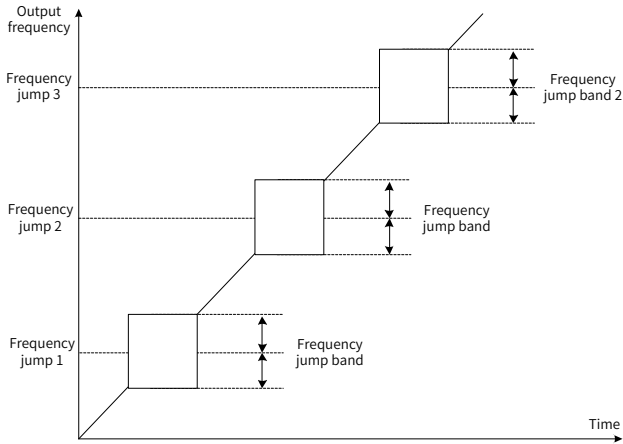 Output
frequency
Frequency
jump 3
Frequency
jump band 2
Frequency
jump 2
Frequency
jump band
Frequency
jump 1
Frequency
jump band
Time